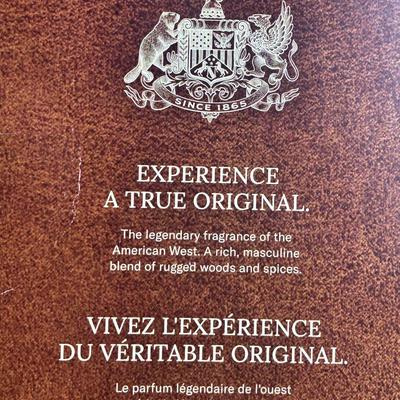 SINCE 1865
EXPERIENCE
A TRUE ORIGINAL.
The legendary fragrance of the
American West. A rich, masculine
blend of rugged woods and spices.
VIVEZ L'EXPÉRIENCE
DU VÉRITABLE ORIGINAL.
Le parfum légendaire de l'ouest